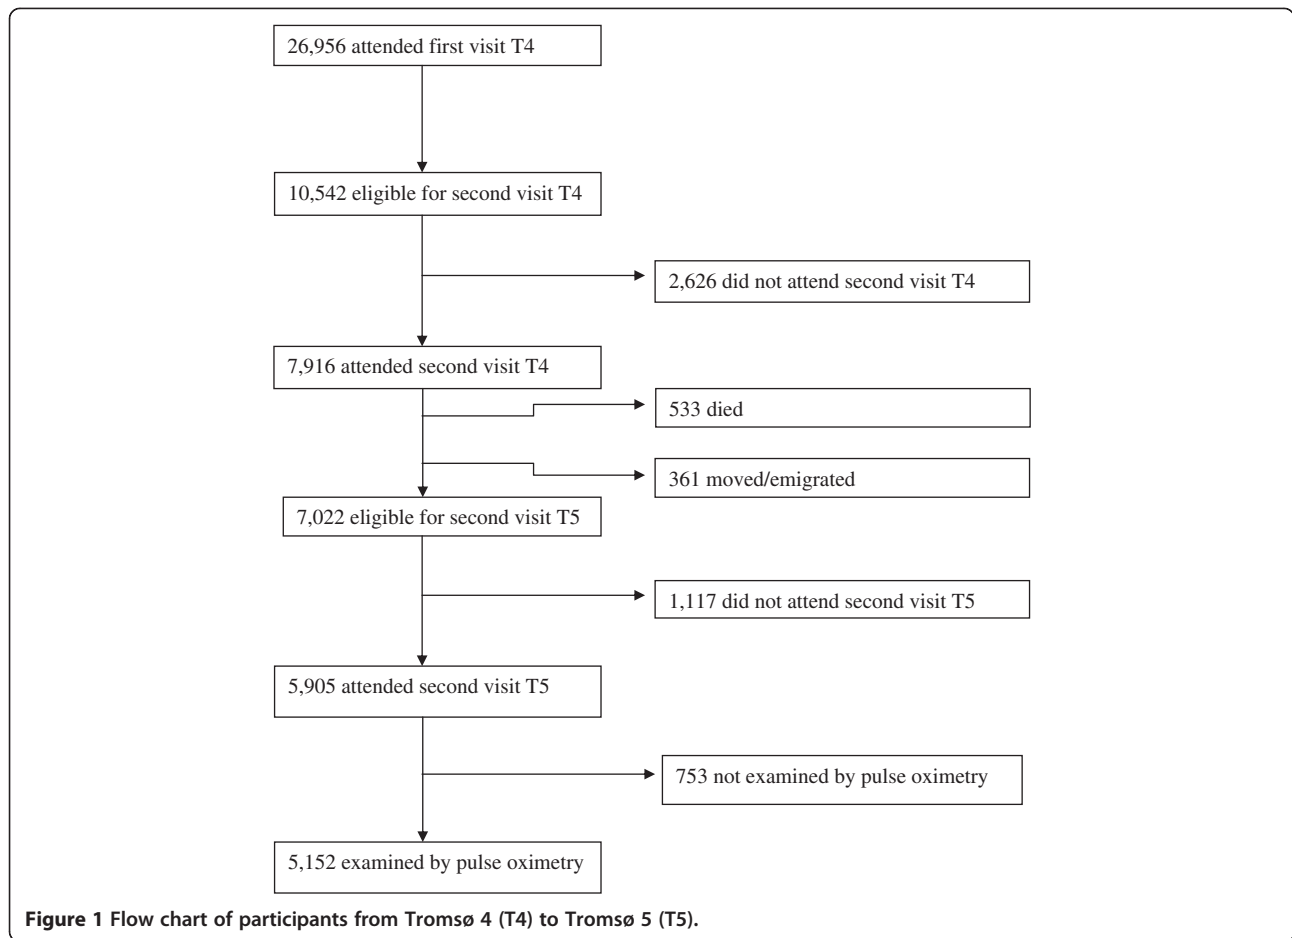 26,956 attended first visit T4
10,542 eligible for second visit T4
2,626 did not attend second visit T4
7,916 attended second visit T4
533 died
361 moved/emigrated
7,022 eligible for second visit T5
1,117 did not attend second visit T5
5,905 attended second visit T5
753 not examined by pulse oximetry
5,152 examined by pulse oximetry
Figure 1 Flow chart of participants from Tromsø 4 (T4) to Tromsø 5 (T5).